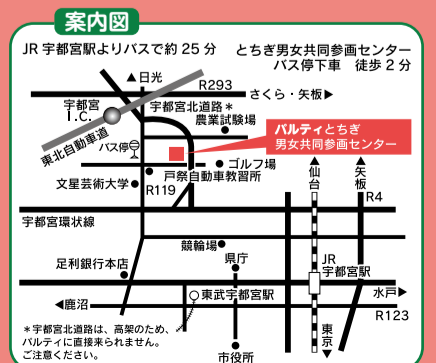 案内図
JR宇都宮駅よりバスで約25分
とちぎ男女共同参画センター
バス停下車　徒歩2分
▲日光
R293
さくら・矢板▶
宇都宮
I.C.
宇都宮北道路＊
農業試験場
東北自動車道
バス停
パルティとちぎ
男女共同参画センター
ゴルフ場
戸祭自動車教習所
文星芸術大学
R119
▲仙台
▲矢板
R4
宇都宮環状線
競輪場
足利銀行本店
県庁
JR
宇都宮駅
水戸▶
◀鹿沼
東武宇都宮駅
R123
＊宇都宮北道路は、高架のため、
パルティに直接来られません。
ご注意ください。
市役所
東京▼